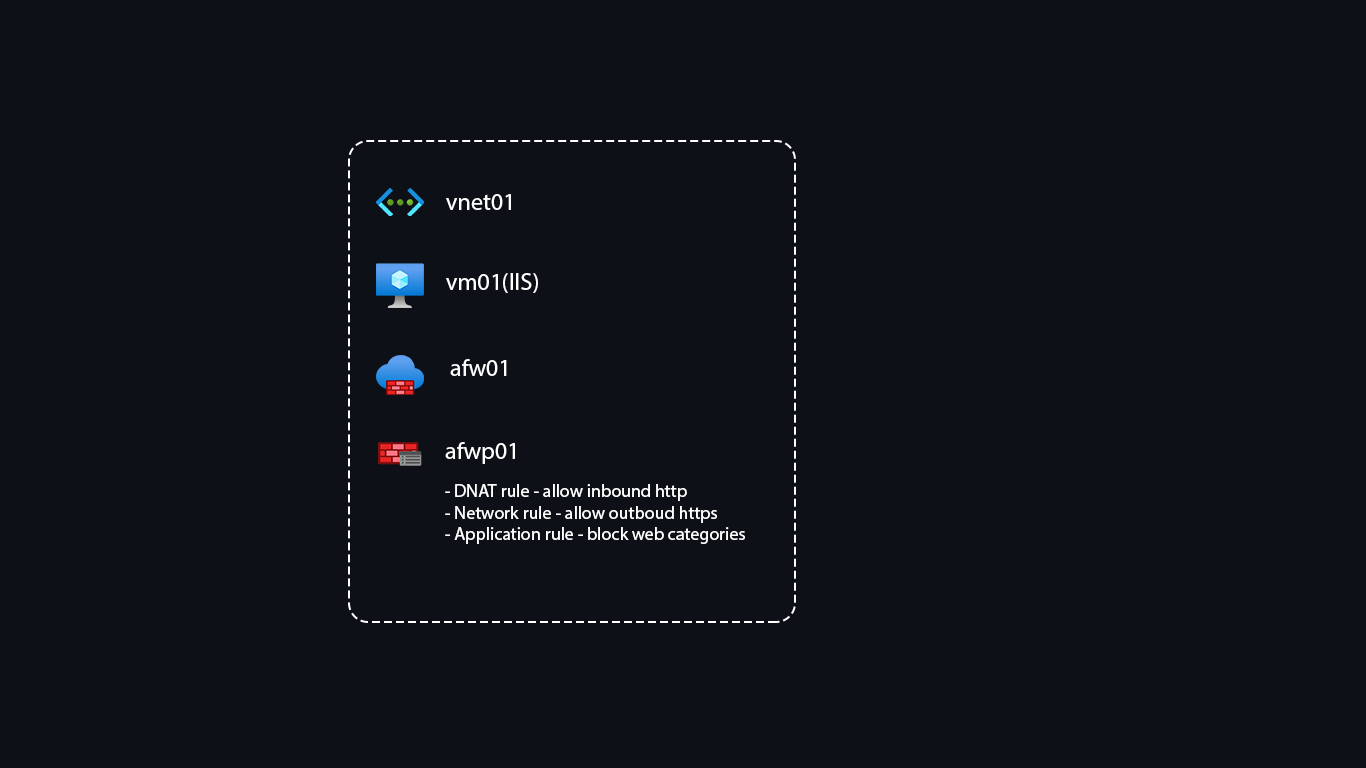 vnet01
vm01(IIS)
afw01
afwp01
- DNAT rule - allow inbound http
- Network rule - allow outboud https
- Application rule - block web categories